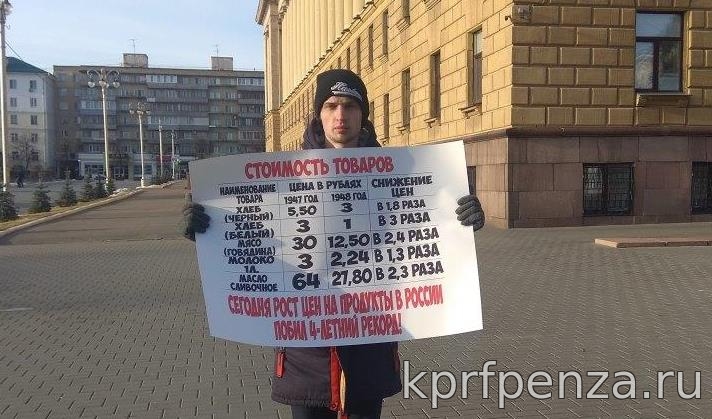 СТОИМОСТЬ ТОВАРОВ
НАИМЕНОВАНИЕ ТОВАРА ЦЕНА В РУБЛЯХ СНИЖЕНИЕ ЦЕН
1947 ГОД 1948 ГОД
ХЛЕБ (ЧЕРНЫЙ) 5,50 3 В 1,8 РАЗА
ХЛЕБ (БЕЛЫЙ) 3 1 В 3 РАЗА
МЯСО (ГОВЯДИНА) 30 12,50 В 2,4 РАЗА
МОЛОКО 1Л. 3 2,24 В 1,3 РАЗА
МАСЛО СЛИВОЧНОЕ 64 27,80 В 2,3 РАЗА
СЕГОДНЯ РОСТ ЦЕН НА ПРОДУКТЫ В РОССИИ
ПОБИЛ 4-ЛЕТНИЙ РЕКОРД!
kprfpenza.ru